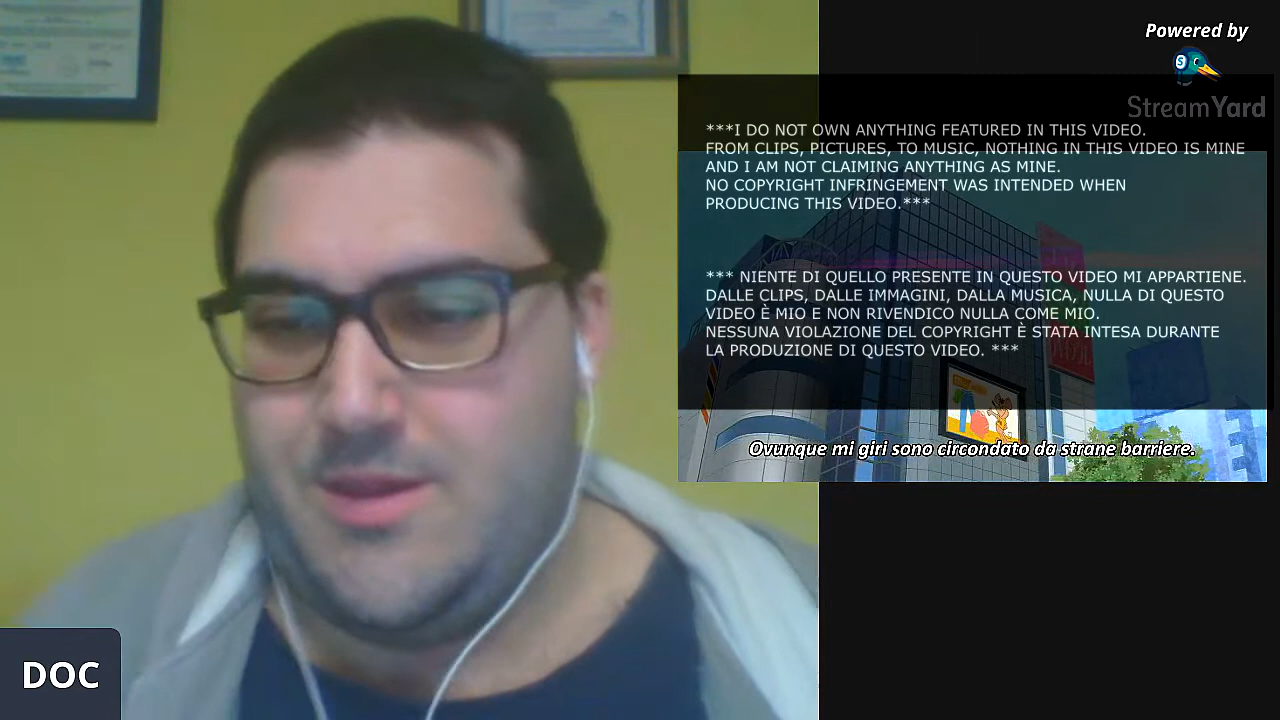 Powered by
StreamYard
***I DO NOT OWN ANYTHING FEATURED IN THIS VIDEO.
FROM CLIPS, PICTURES, TO MUSIC, NOTHING IN THIS VIDEO IS MINE
AND I AM NOT CLAIMING ANYTHING AS MINE.
NO COPYRIGHT INFRINGEMENT WAS INTENDED WHEN
PRODUCING THIS VIDEO.***
*** NIENTE DI QUELLO PRESENTE IN QUESTO VIDEO MI APPARTIENE.
DALLE CLIPS, DALLE IMMAGINI, DALLA MUSICA, NULLA DI QUESTO
VIDEO È MIO E NON RIVENDICO NULLA COME MIO.
NESSUNA VIOLAZIONE DEL COPYRIGHT È STATA INTESA DURANTE
LA PRODUZIONE DI QUESTO VIDEO. ***
Ovunque mi giri sono circondato da strane barriere.
DOC